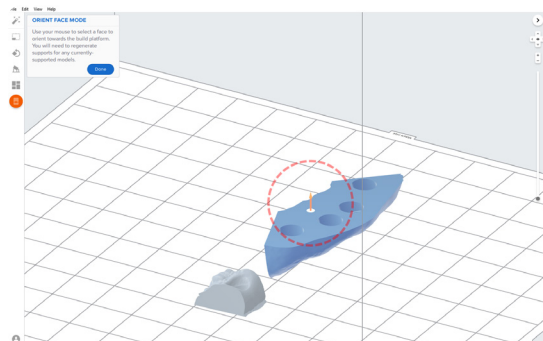 File Edit View Help
ORIENT FACE MODE
Use your mouse to select a face to
orient towards the build platform.
You will need to regenerate
supports for any currently-
supported models.
Done